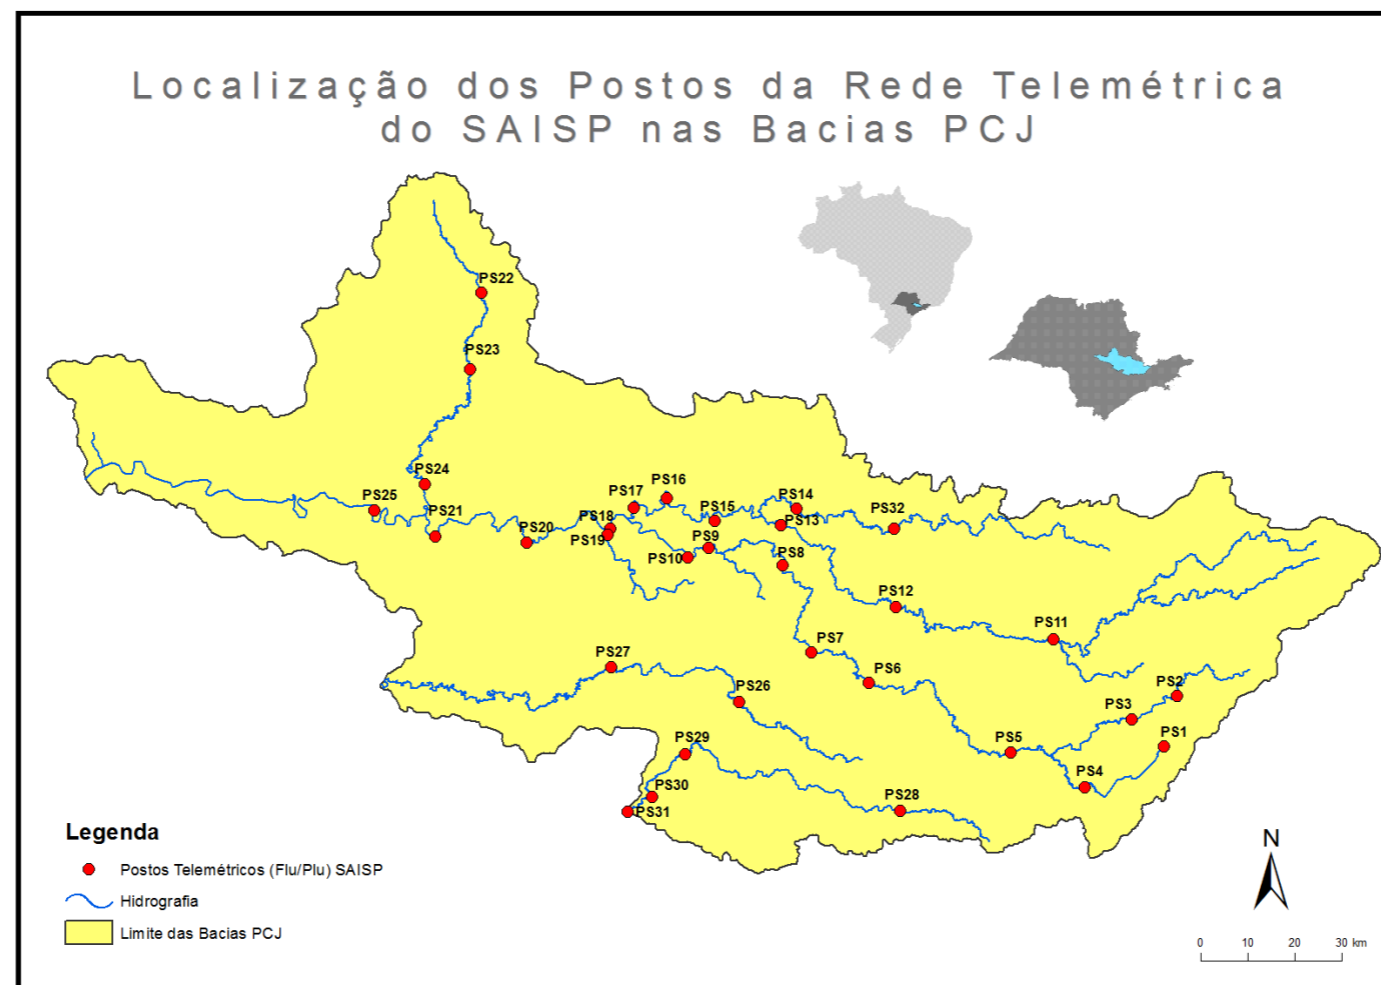 Localização dos Postos da Rede Telemétrica
do SAISP nas Bacias PCJ
PS22
PS23
PS24
PS25
PS21
PS20
PS17
PS16
PS18
PS19
PS15
PS14
PS13
PS32
PS10
PS9
PS8
PS12
PS11
PS7
PS6
PS27
PS26
PS2
PS3
PS1
PS5
PS4
PS29
PS30
PS31
PS28
Legenda
Postos Telemétricos (Flu/Plu) SAISP
Hidrografia
Limite das Bacias PCJ
N
0 10 20 30 km